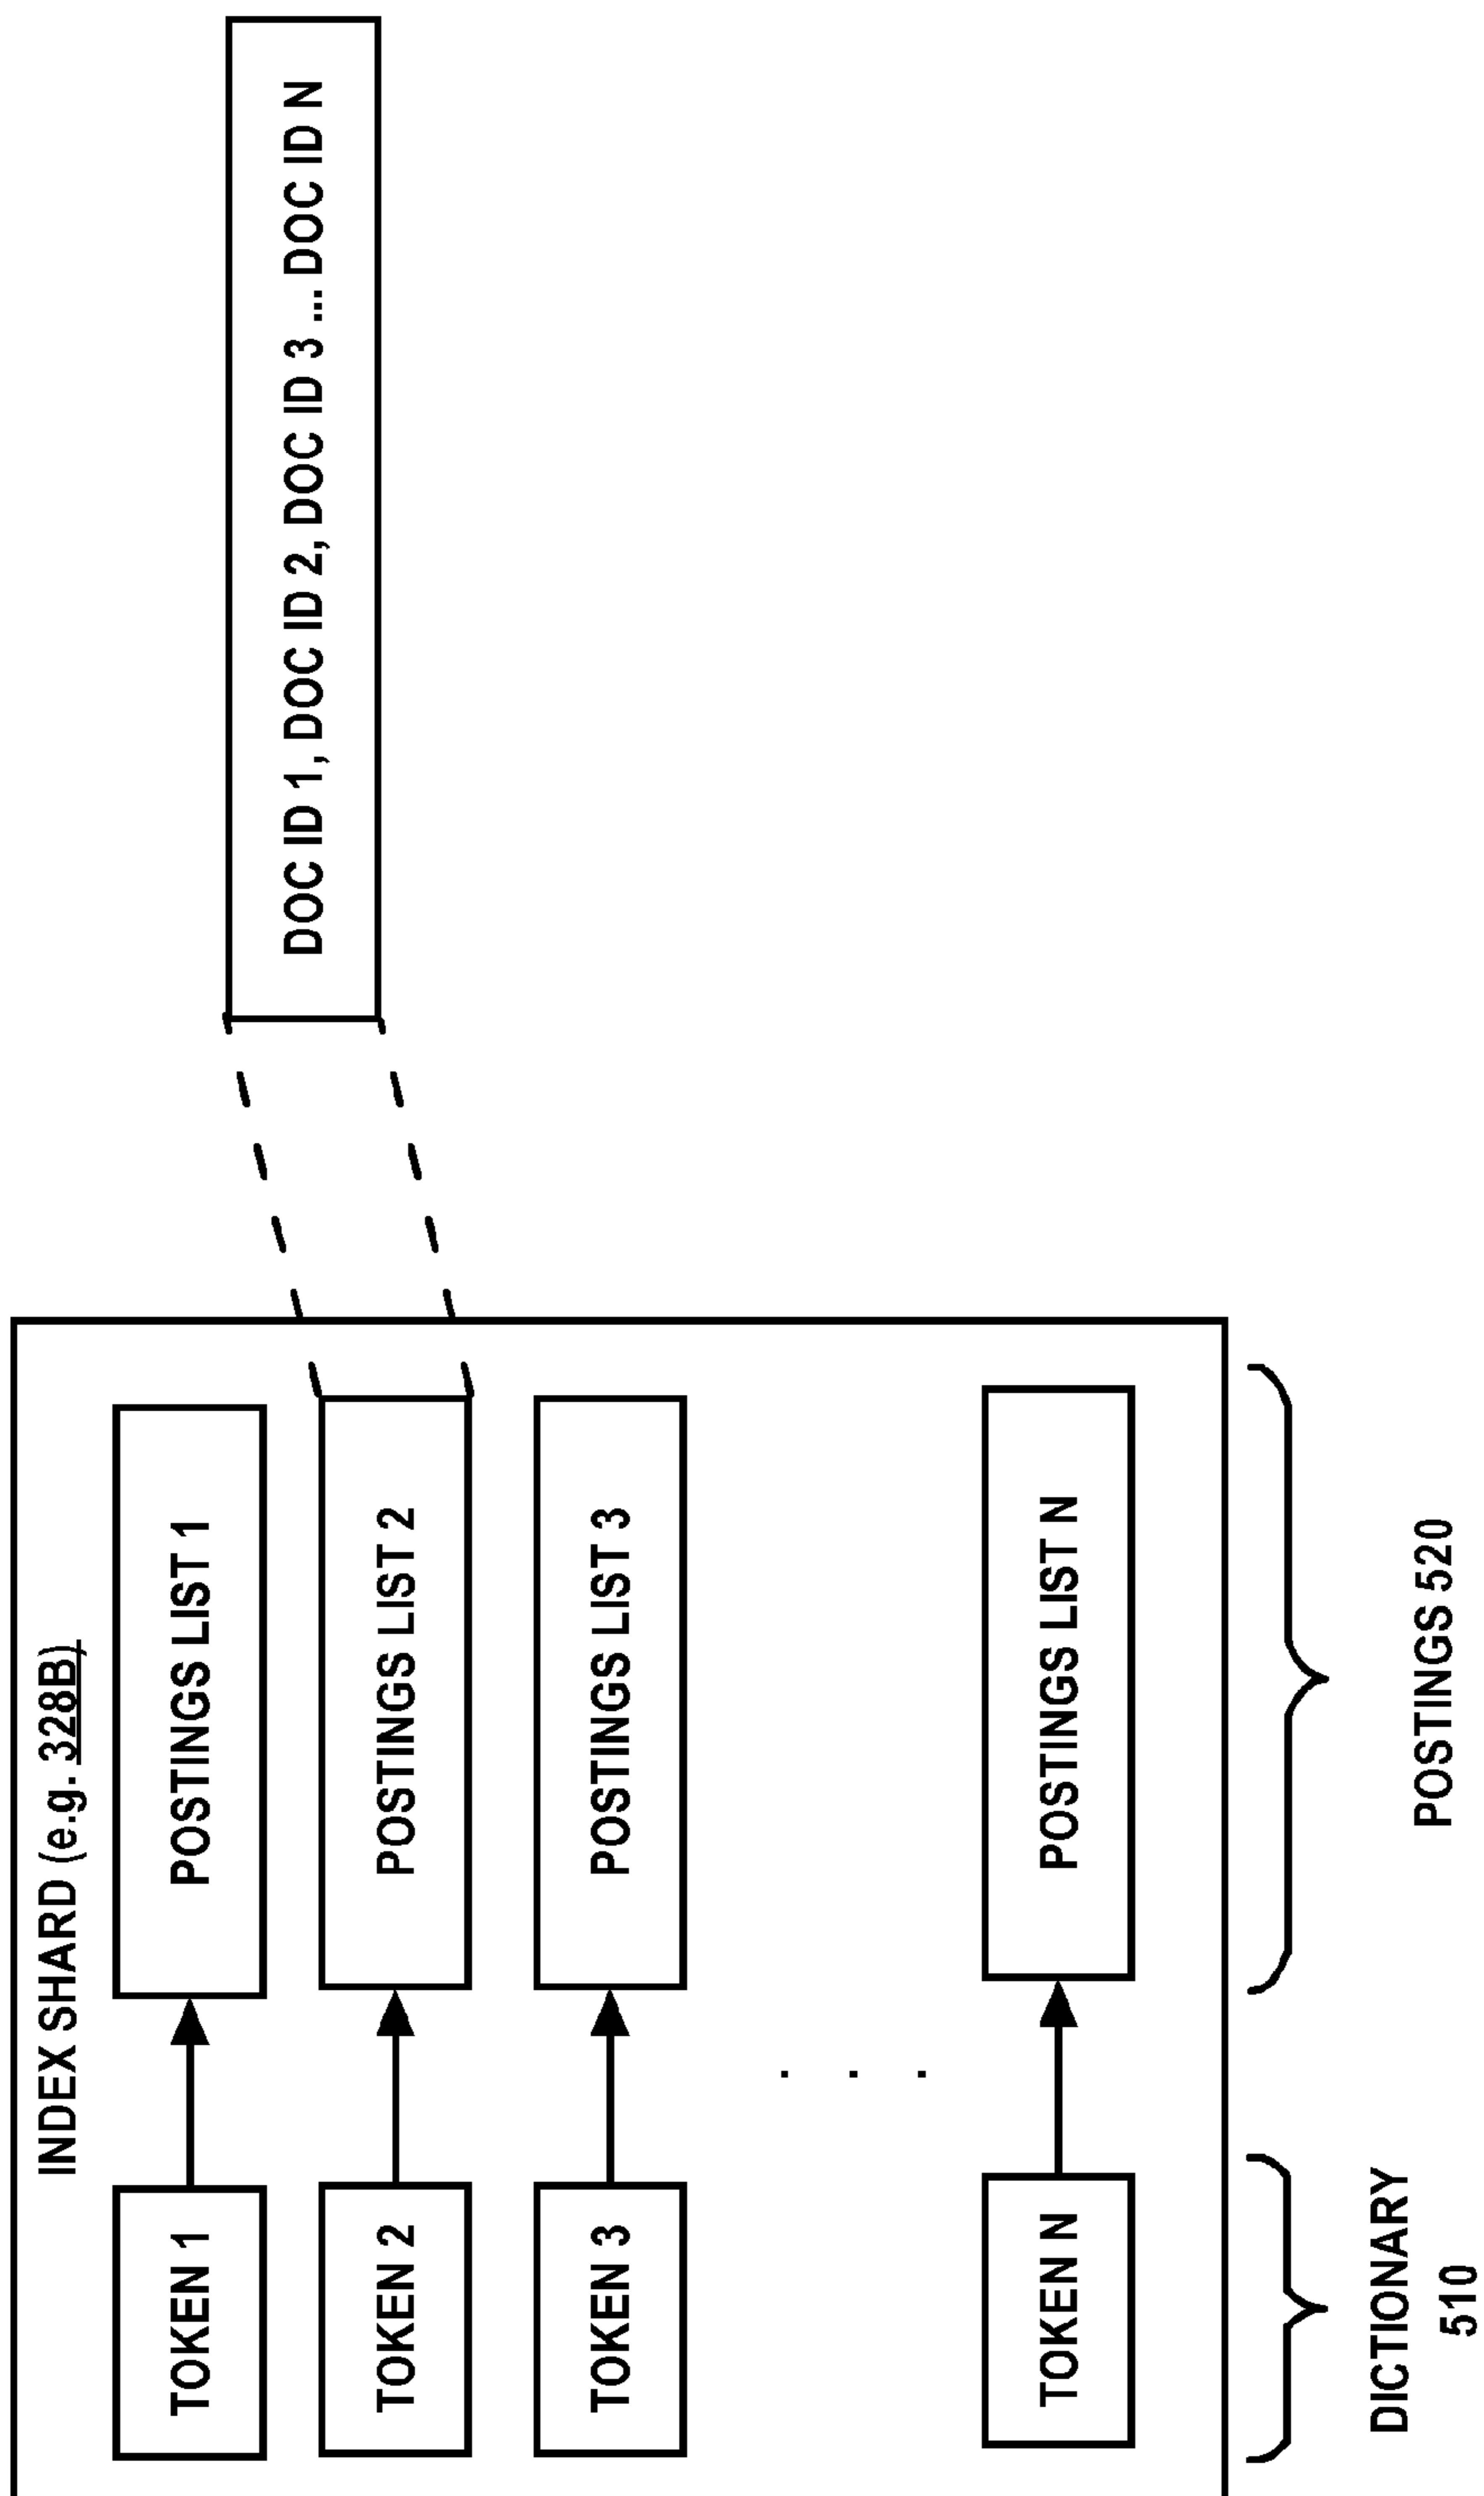 INDEX SHARD (e.g. 328B)
TOKEN 1
POSTINGS LIST 1
TOKEN 2
POSTINGS LIST 2
DOC ID 1, DOC ID 2, DOC ID 3 ... DOC ID N
TOKEN 3
POSTINGS LIST 3
. . .
TOKEN N
POSTINGS LIST N
DICTIONARY
510
POSTINGS 520